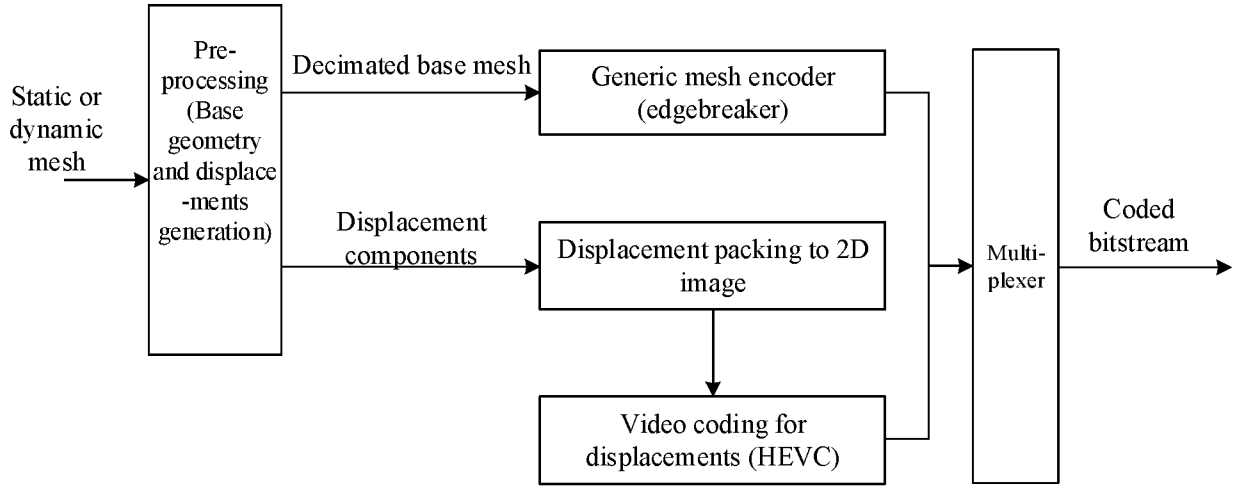 Static or
dynamic
mesh
Pre-
processing
(Base
geometry
and displace
-ments
generation)
Decimated base mesh
Generic mesh encoder
(edgebreaker)
Displacement
components
Displacement packing to 2D
image
Video coding for
displacements (HEVC)
Multi-
plexer
Coded
bitstream